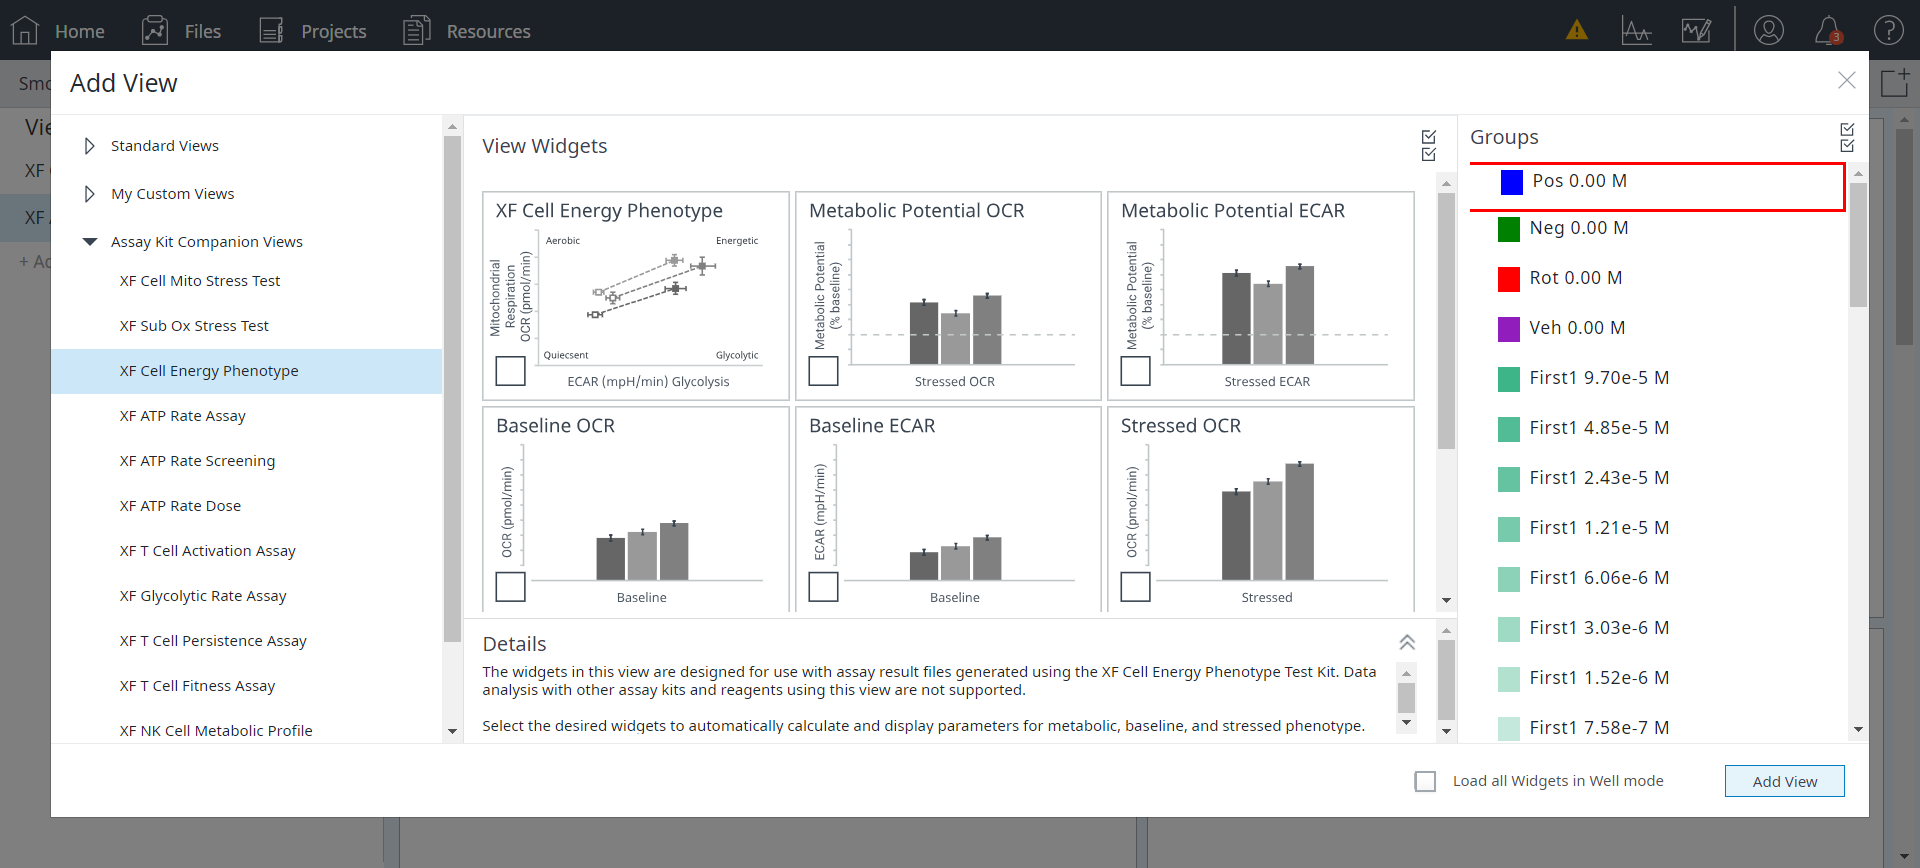 Home
Files
Projects
Resources
3
Smo
Vie
XF
XF
+ Ad
Add View
Standard Views
My Custom Views
Assay Kit Companion Views
XF Cell Mito Stress Test
XF Sub Ox Stress Test
XF Cell Energy Phenotype
XF ATP Rate Assay
XF ATP Rate Screening
XF ATP Rate Dose
XF T Cell Activation Assay
XF Glycolytic Rate Assay
XF T Cell Persistence Assay
XF T Cell Fitness Assay
XF NK Cell Metabolic Profile
View Widgets
XF Cell Energy Phenotype
Mitochondrial
Respiration
OCR (pmol/min)
Aerobic
Energetic
Quiecsent
Glycolytic
ECAR (mpH/min) Glycolysis
Metabolic Potential OCR
Metabolic Potential
(% baseline)
Stressed OCR
Metabolic Potential ECAR
Metabolic Potential
(% baseline)
Stressed ECAR
Baseline OCR
OCR (pmol/min)
Baseline
Baseline ECAR
ECAR (mpH/min)
Baseline
Stressed OCR
OCR (pmol/min)
Stressed
Details
The widgets in this view are designed for use with assay result files generated using the XF Cell Energy Phenotype Test Kit. Data
analysis with other assay kits and reagents using this view are not supported.
Select the desired widgets to automatically calculate and display parameters for metabolic, baseline, and stressed phenotype.
Groups
Pos 0.00 M
Neg 0.00 M
Rot 0.00 M
Veh 0.00 M
First1 9.70e-5 M
First1 4.85e-5 M
First1 2.43e-5 M
First1 1.21e-5 M
First1 6.06e-6 M
First1 3.03e-6 M
First1 1.52e-6 M
First1 7.58e-7 M
Load all Widgets in Well mode
Add View